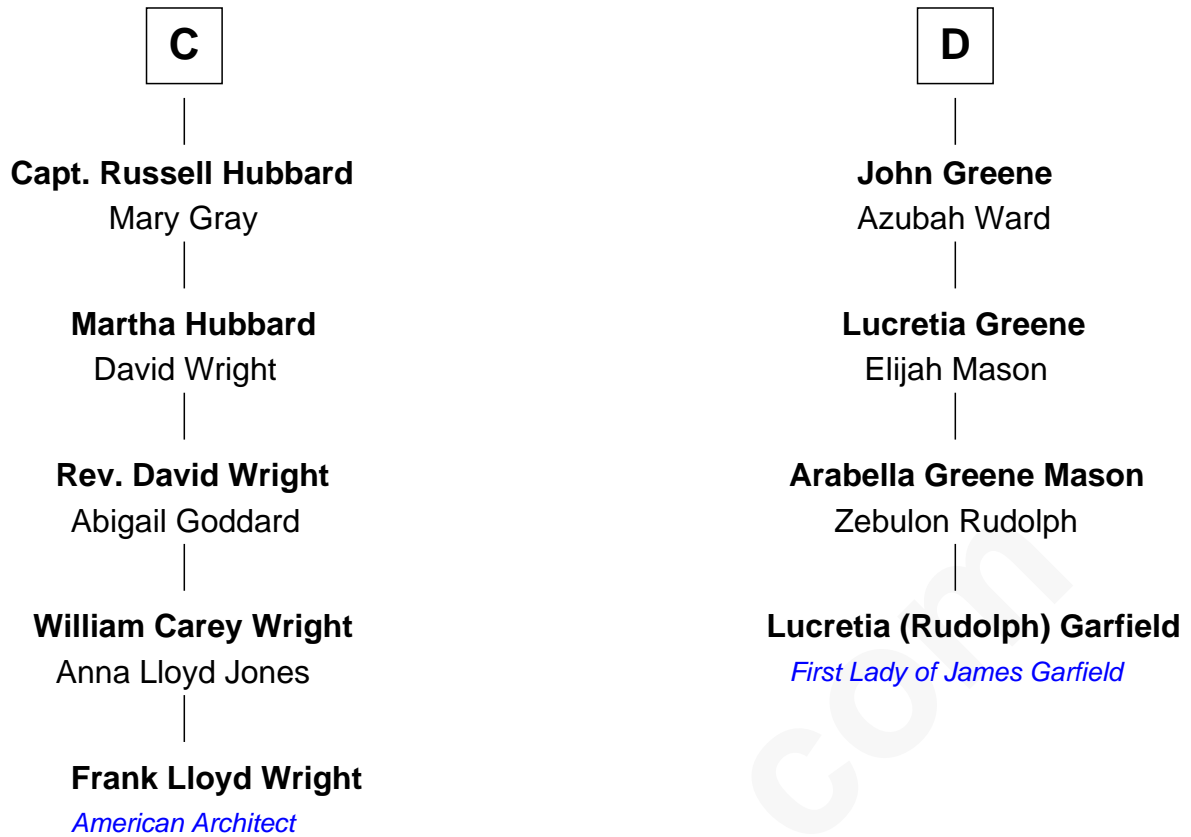 C
Capt. Russell Hubbard
Mary Gray
Martha Hubbard
David Wright
Rev. David Wright
Abigail Goddard
William Carey Wright
Anna Lloyd Jones
Frank Lloyd Wright
American Architect
D
John Greene
Azubah Ward
Lucretia Greene
Elijah Mason
Arabella Greene Mason
Zebulon Rudolph
Lucretia (Rudolph) Garfield
First Lady of James Garfield
com